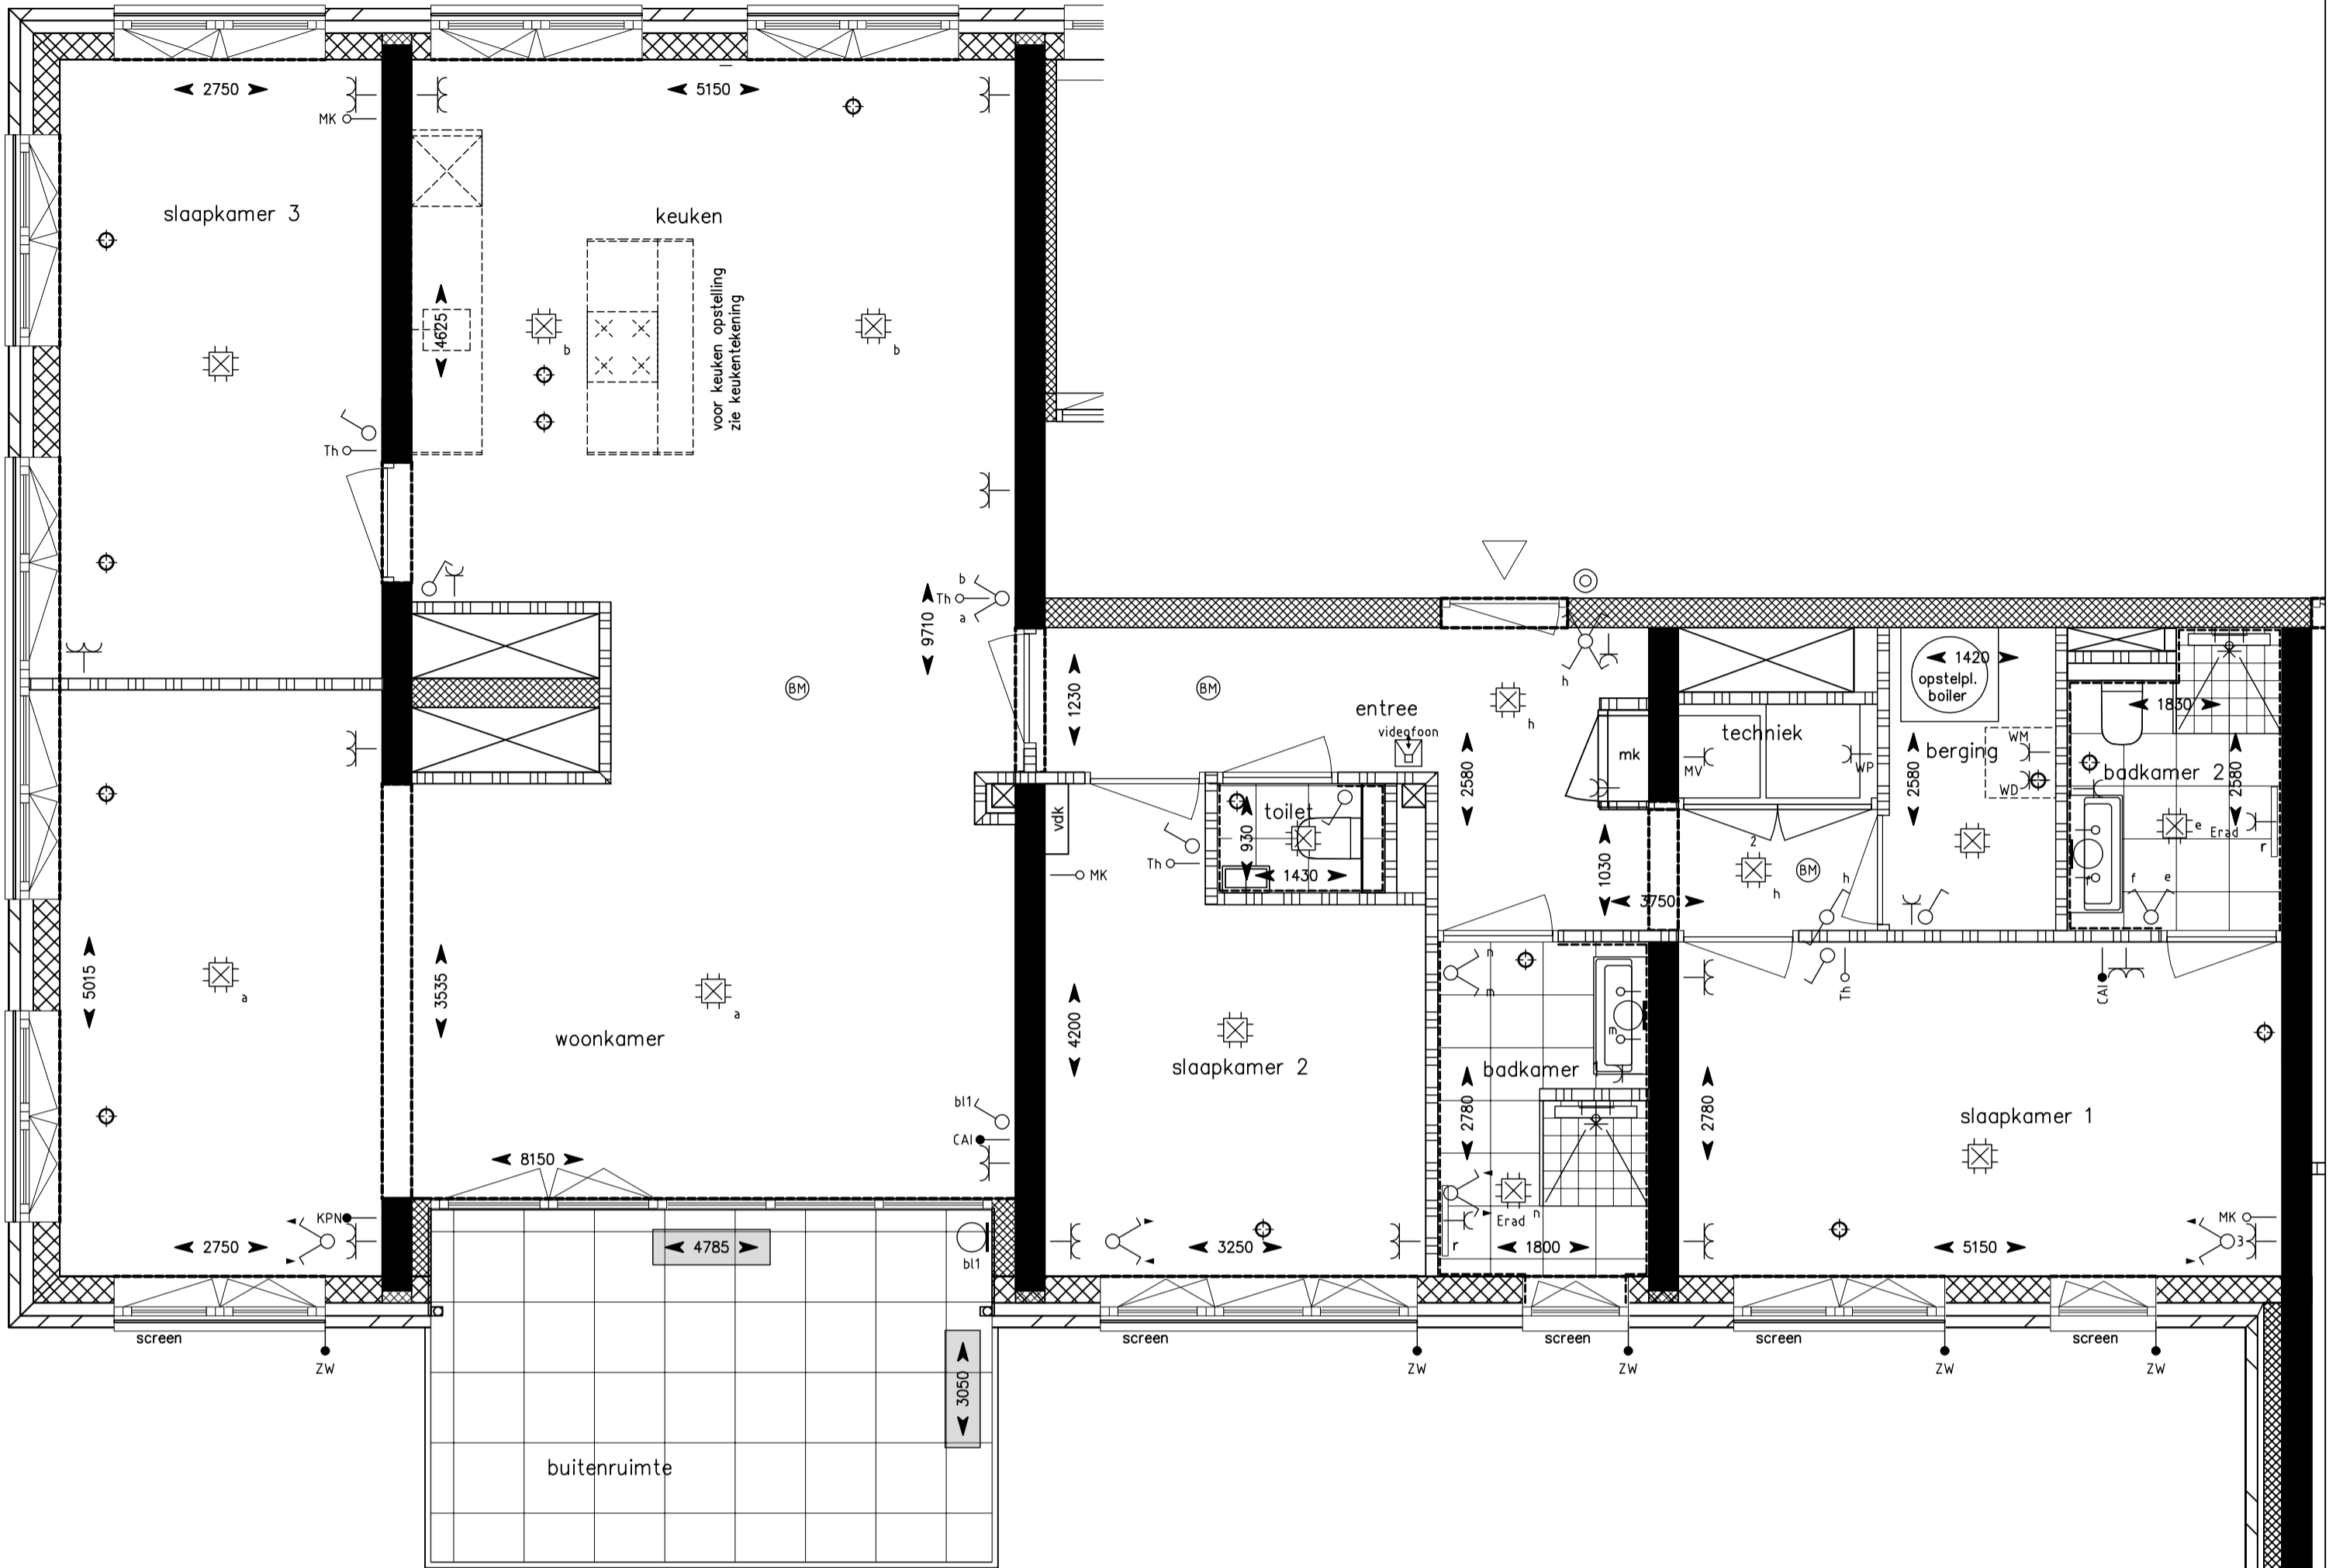 2750
5150
MK
slaapkamer 3
keuken
4625
voor keuken opstelling
zie keukentekening
b
b
Th
b
Th
a
9710
BM
1230
BM
entree
videofoon
h
h
2580
mk
techniek
MV
WP
1420
opstelpl.
boiler
berging
WM
WD
2580
1830
badkamer 2
2580
e
Erad
r
f
f
e
vdk
MK
Th
toilet
930
1430
1030
3750
2
h
BM
h
5015
a
3535
a
woonkamer
4200
slaapkamer 2
n
m
m
badkamer 1
2780
Th
CAI
2780
slaapkamer 1
bl1
CAI
8150
KPN
2750
4785
bl1
3250
Erad
n
r
1800
5150
MK
3
screen
ZW
3050
screen
ZW
screen
ZW
screen
ZW
screen
ZW
buitenruimte